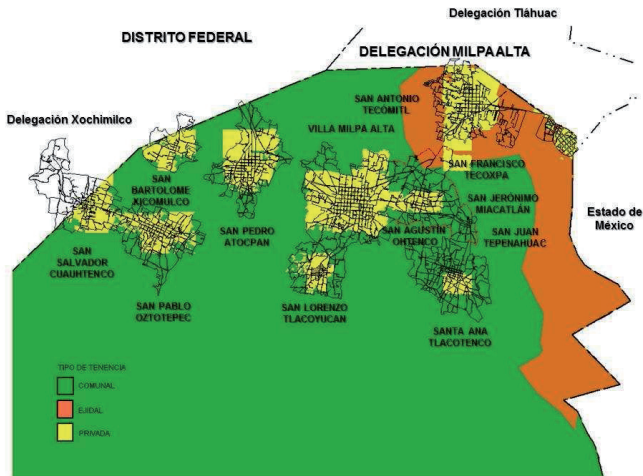 Delegación Tláhuac
DISTRITO FEDERAL
DELEGACIÓN MILPA ALTA
SAN ANTONIO
TECÓMITL
Delegación Xochimilco
VILLA MILPA ALTA
SAN FRANCISCO
TECOXPA
SAN
BARTOLOME
XICOMULCO
SAN JERÓNIMO
MIACATLÁN
Estado de
México
SAN PEDRO
ATOCPAN
SAN AGUSTÍN
OHTENCO
SAN JUAN
TEPENAHUAC
SAN
SALVADOR
CUAUHTENCO
SAN PABLO
OZTOTEPEC
SAN LORENZO
TLACOYUCAN
SANTA ANA
TLACOTENCO
TIPO DE TENENCIA
COMUNAL
EJIDAL
PRIVADA